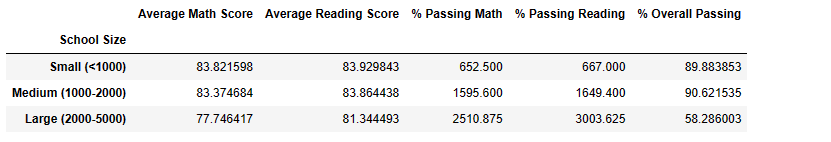 Average Math Score Average Reading Score % Passing Math % Passing Reading % Overall Passing
School Size
Small (<1000) 83.821598 83.929843 652.500 667.000 89.883853
Medium (1000-2000) 83.374684 83.864438 1595.600 1649.400 90.621535
Large (2000-5000) 77.746417 81.344493 2510.875 3003.625 58.286003